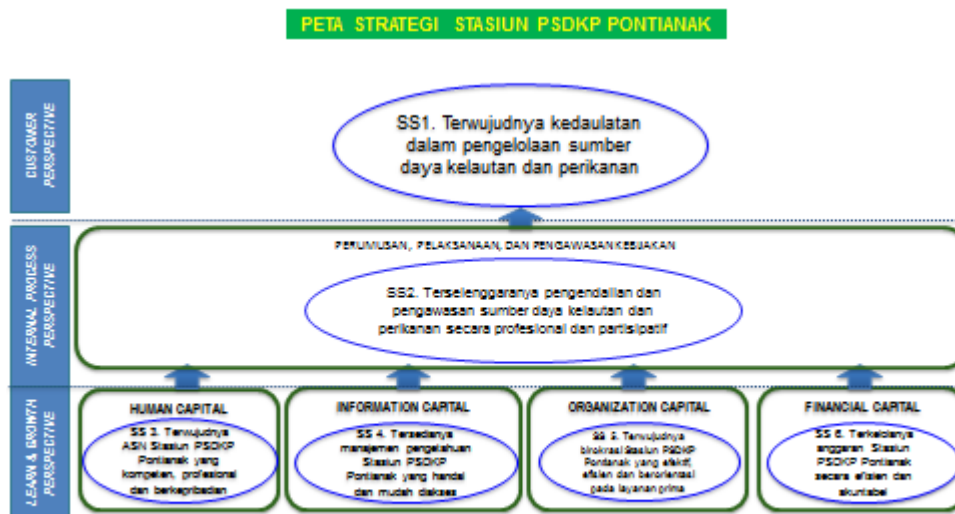 PETA STRATEGI STASIUN PSDKP PONTIANAK
CUSTOMER
PERSPECTIVE
SS1. Terwujudnya kedaulatan
dalam pengelolaan sumber
daya kelautan dan perikanan
INTERNAL PROCESS
PERSPECTIVE
PERUMUSAN, PELAKSANAAN, DAN PENGAWASAN KEBIJAKAN
SS2. Terselenggaranya pengendalian dan
pengawasan sumber daya kelautan dan
perikanan secara profesional dan partisipatif
LEARN & GROWTH
PERSPECTIVE
HUMAN CAPITAL
SS 3. Terwujudnya
ASN Stasiun PSDKP
Pontianak yang
kompeten, profesional
dan berkepribadian
INFORMATION CAPITAL
SS 4. Tersedianya
manajemen pengetahuan
Stasiun PSDKP
Pontianak yang handal
dan mudah diakses
ORGANIZATION CAPITAL
SS 5. Terwujudnya
birokrasi Stasiun PSDKP
Pontianak yang efektif,
efisien dan berorientasi
pada layanan prima
FINANCIAL CAPITAL
SS 6. Terkelolanya
anggaran Stasiun
PSDKP Pontianak
secara efisien dan
akuntabel